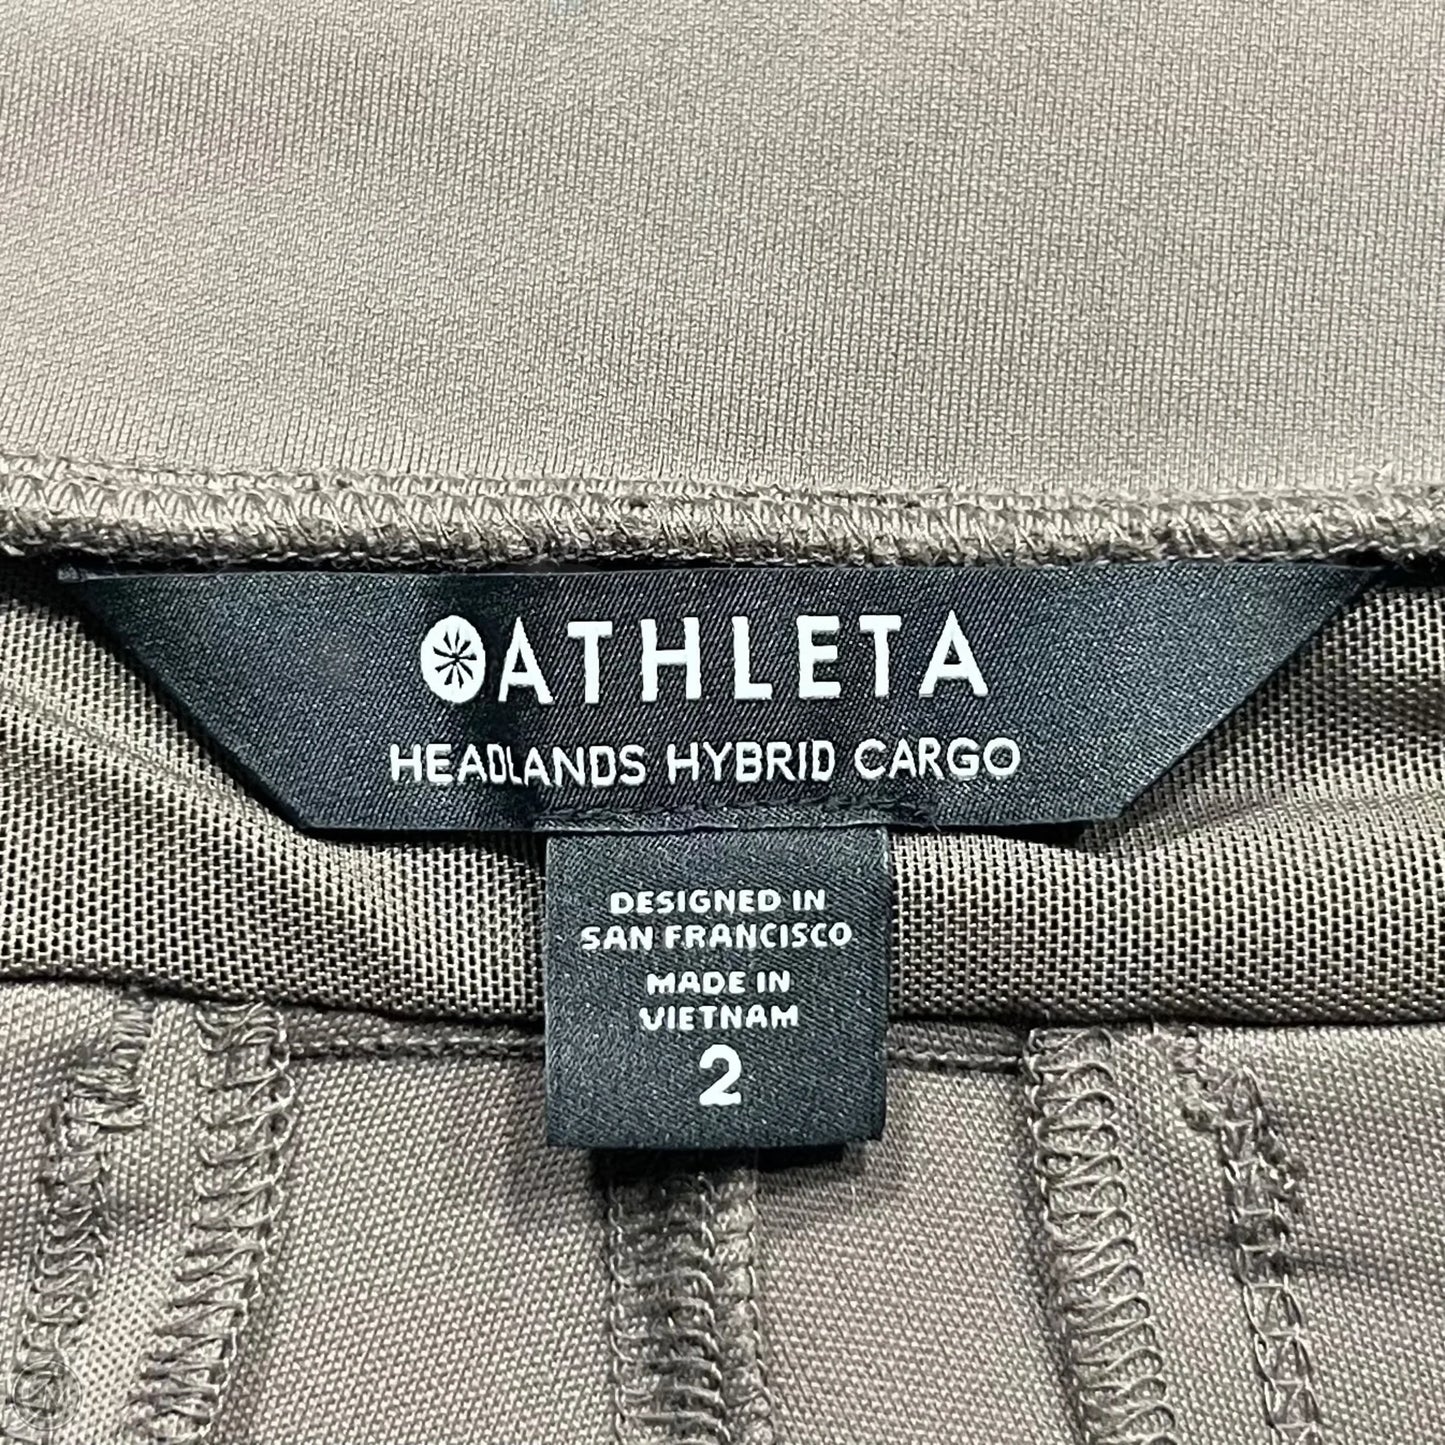 ATHLETA
HEADLANDS HYBRID CARGO
DESIGNED IN
SAN FRANCISCO
MADE IN
VIETNAM
2